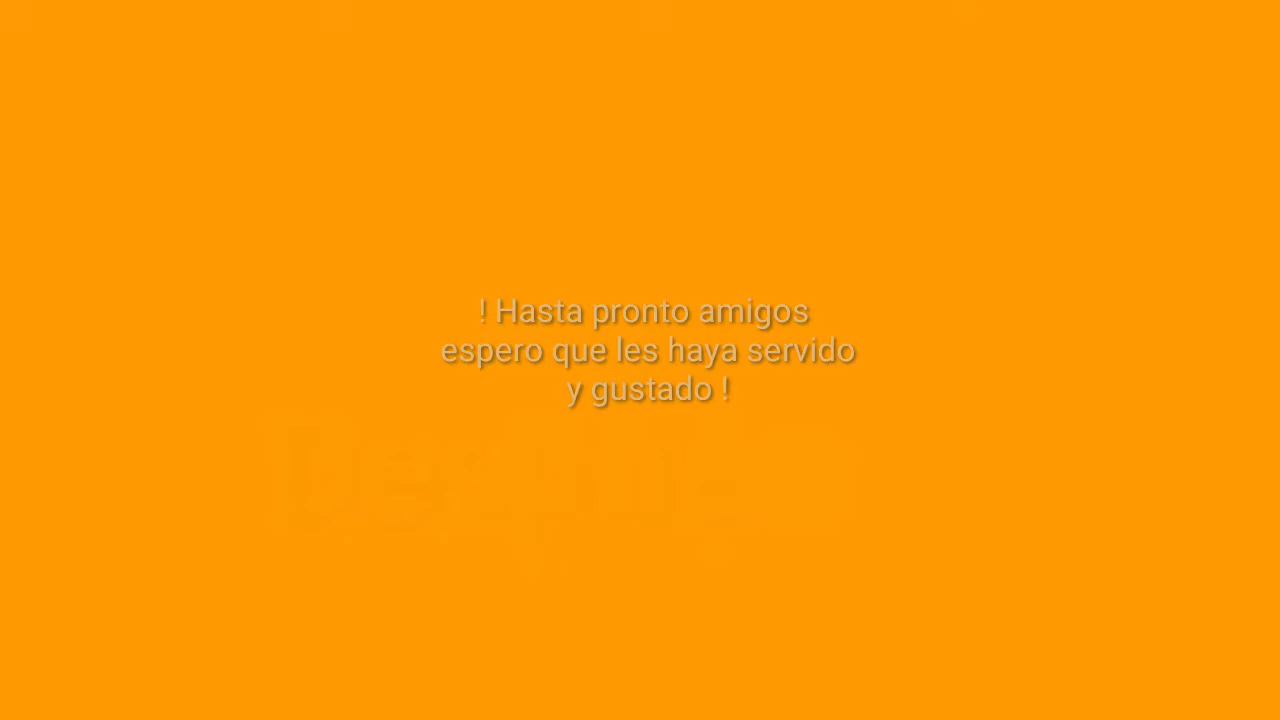 ! Hasta pronto amigos
espero que les haya servido
y gustado !